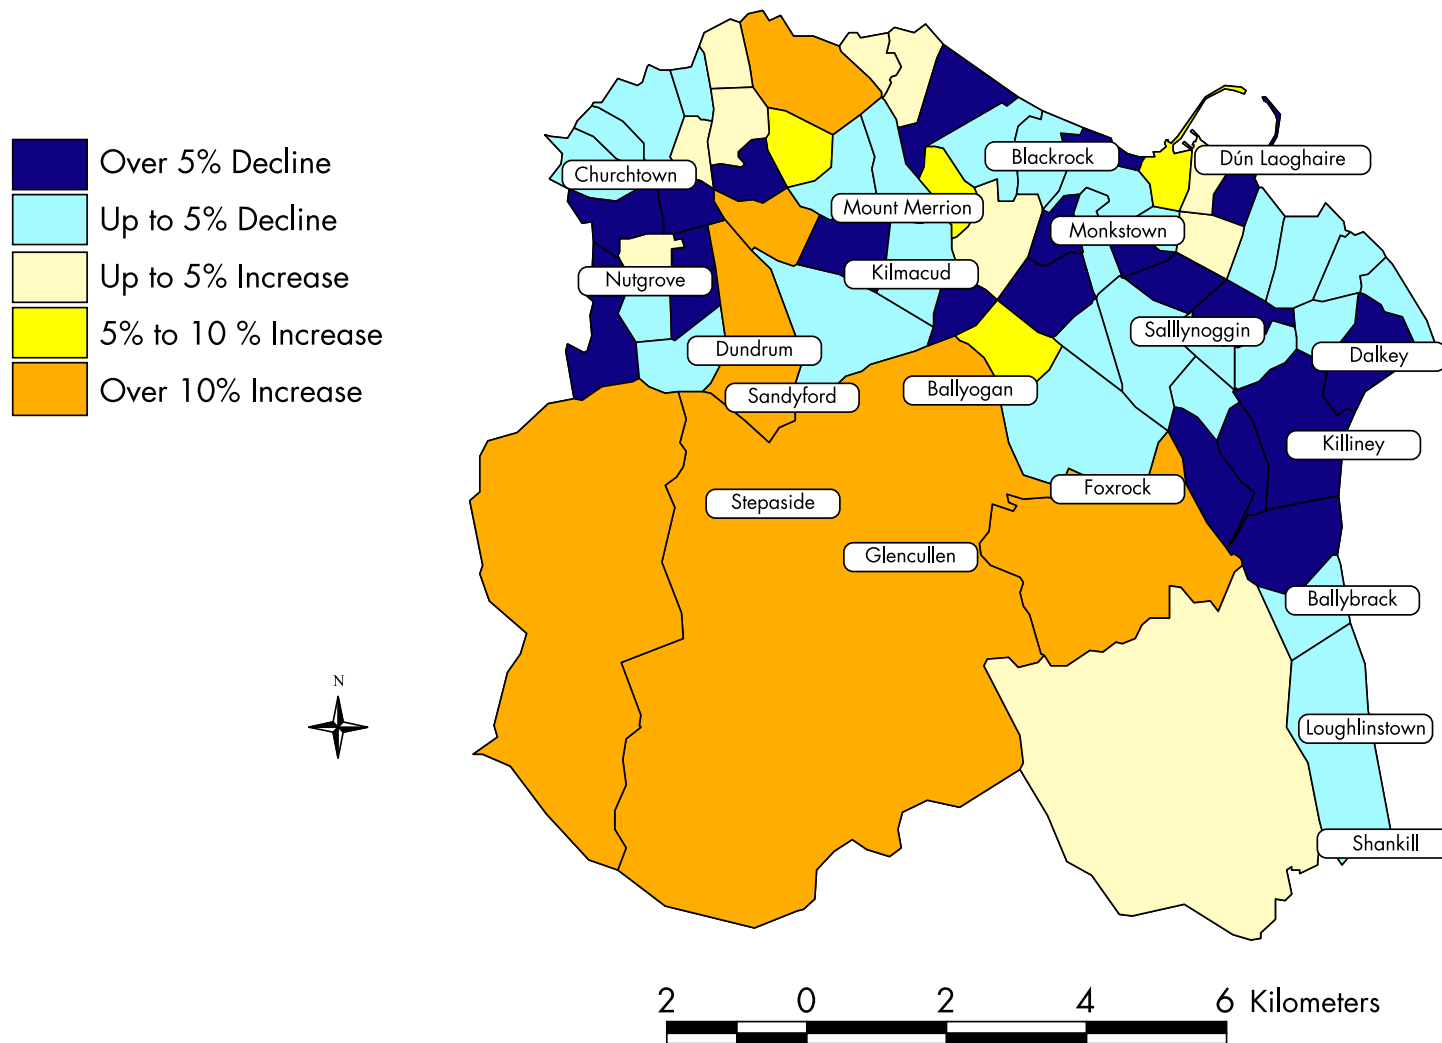 Over 5% Decline
Up to 5% Decline
Up to 5% Increase
5% to 10 % Increase
Over 10% Increase
Blackrock
Dún Laoghaire
Churchtown
Mount Merrion
Monkstown
Kilmacud
Nutgrove
Salllynoggin
Dundrum
Dalkey
Sandyford
Ballyogan
Killiney
Foxrock
Stepaside
Glencullen
Ballybrack
N
Loughlinstown
Shankill
2 0 2 4 6 Kilometers